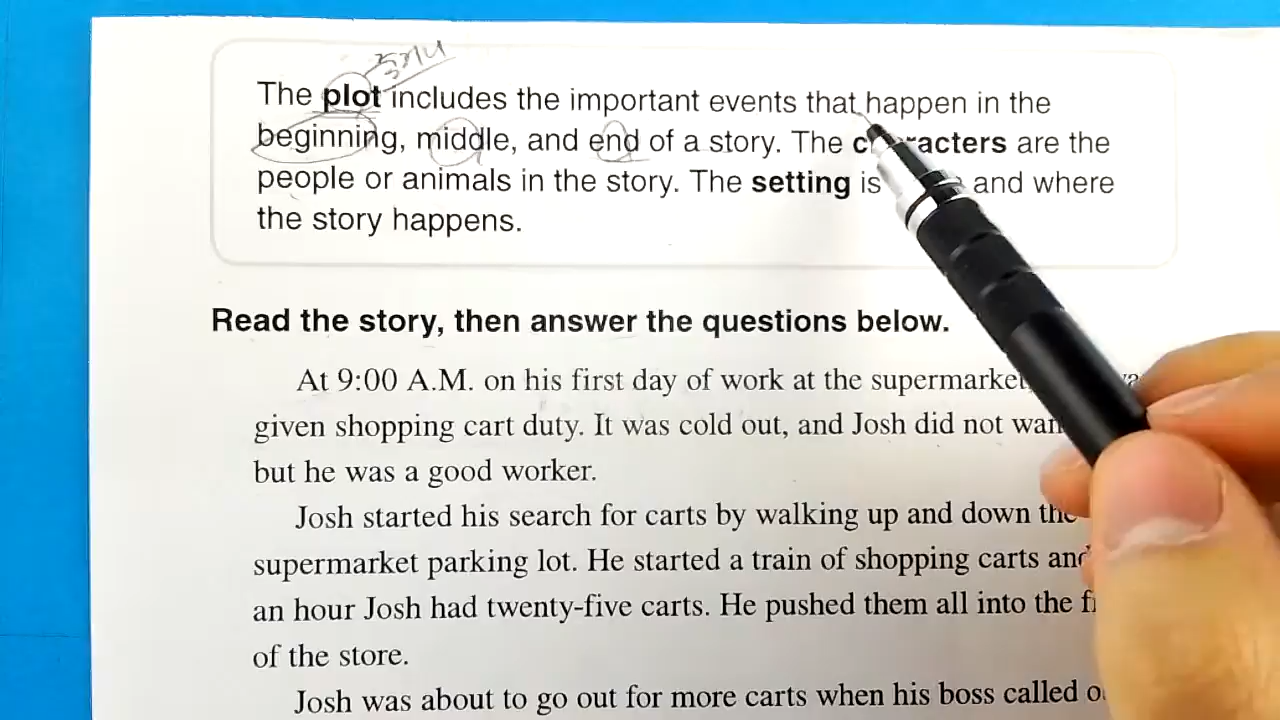 The plot includes the important events that happen in the
beginning, middle, and end of a story. The characters are the
people or animals in the story. The setting is and where
the story happens.
Read the story, then answer the questions below.
At 9:00 A.M. on his first day of work at the supermarket
given shopping cart duty. It was cold out, and Josh did not
but he was a good worker.
Josh started his search for carts by walking up and down the
supermarket parking lot. He started a train of shopping carts and
an hour Josh had twenty-five carts. He pushed them all into the
of the store.
Josh was about to go out for more carts when his boss called